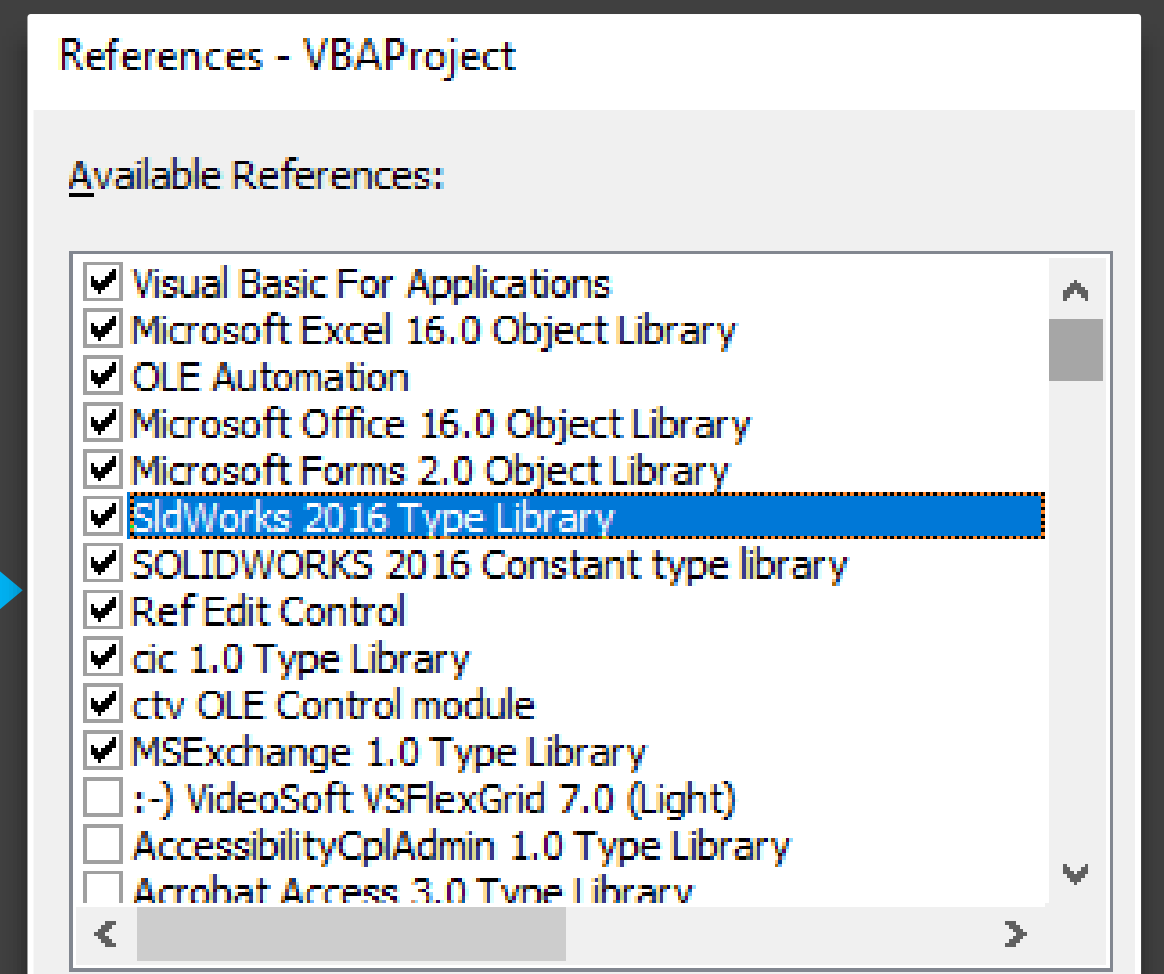 References - VBAProject
Available References:
Visual Basic For Applications
Microsoft Excel 16.0 Object Library
OLE Automation
Microsoft Office 16.0 Object Library
Microsoft Forms 2.0 Object Library
SldWorks 2016 Type Library
SOLIDWORKS 2016 Constant type library
Ref Edit Control
cic 1.0 Type Library
ctv OLE Control module
MSExchange 1.0 Type Library
:-) VideoSoft VSFlexGrid 7.0 (Light)
AccessibilityCplAdmin 1.0 Type Library
Acrobat Access 3.0 Type Library